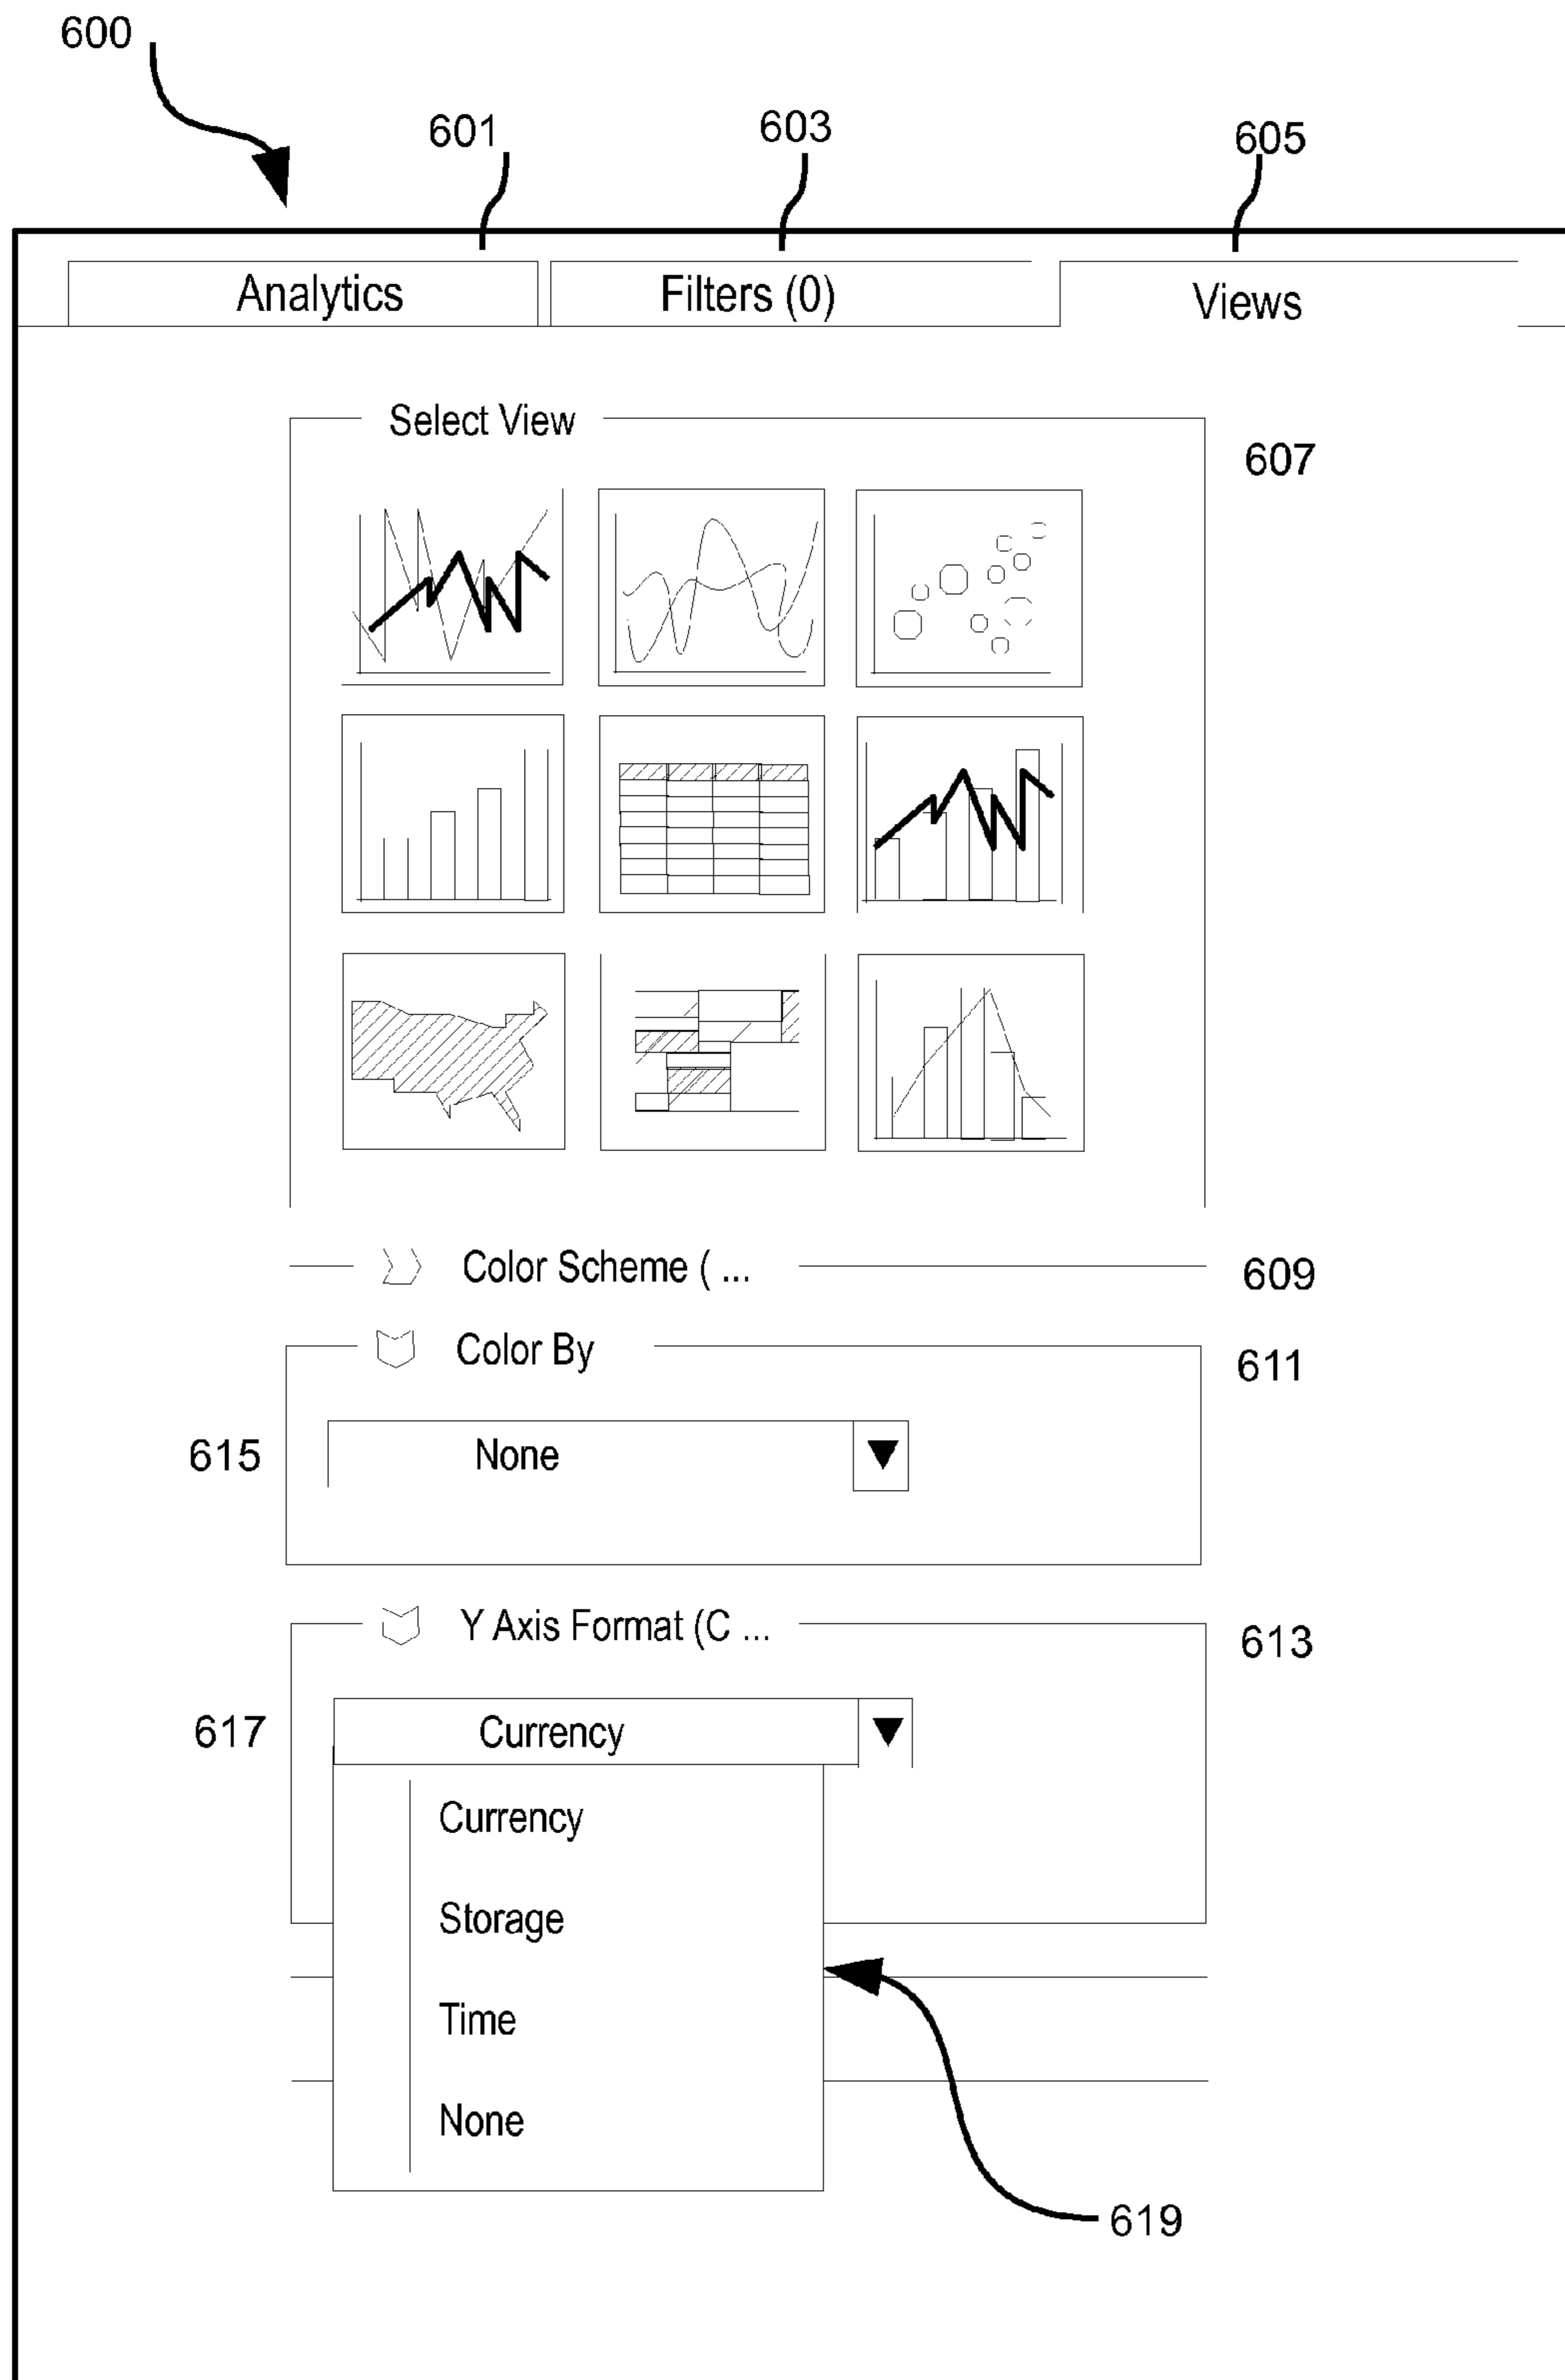 600
601
603
605
Analytics
Filters (0)
Views
Select View
607
Color Scheme ( ...
609
Color By
611
615
None
Y Axis Format (C ...
613
617
Currency
Currency
Storage
Time
None
619